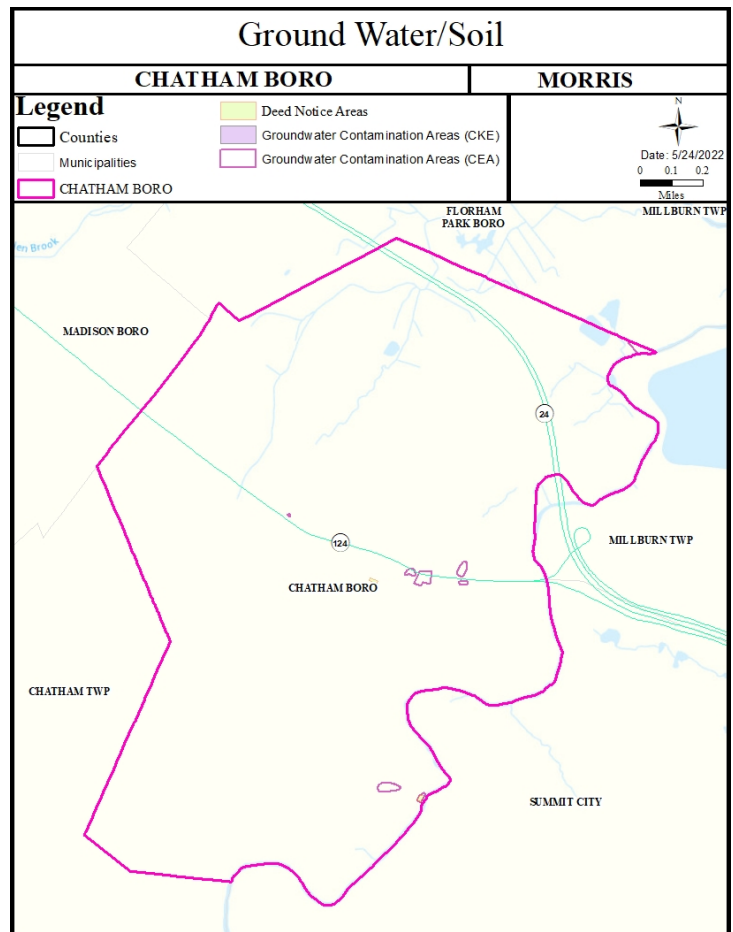 Ground Water/Soil
CHATHAM BORO
MORRIS
Legend
Counties
Municipalities
CHATHAM BORO
Deed Notice Areas
Groundwater Contamination Areas (CKE)
Groundwater Contamination Areas (CEA)
N
Date: 5/24/2022
0 0.1 0.2
Miles
FLORHAM
PARK BORO
MILLBURN TWP
Brook
MADISON BORO
24
124
MILLBURN TWP
CHATHAM BORO
CHATHAM TWP
SUMMIT CITY